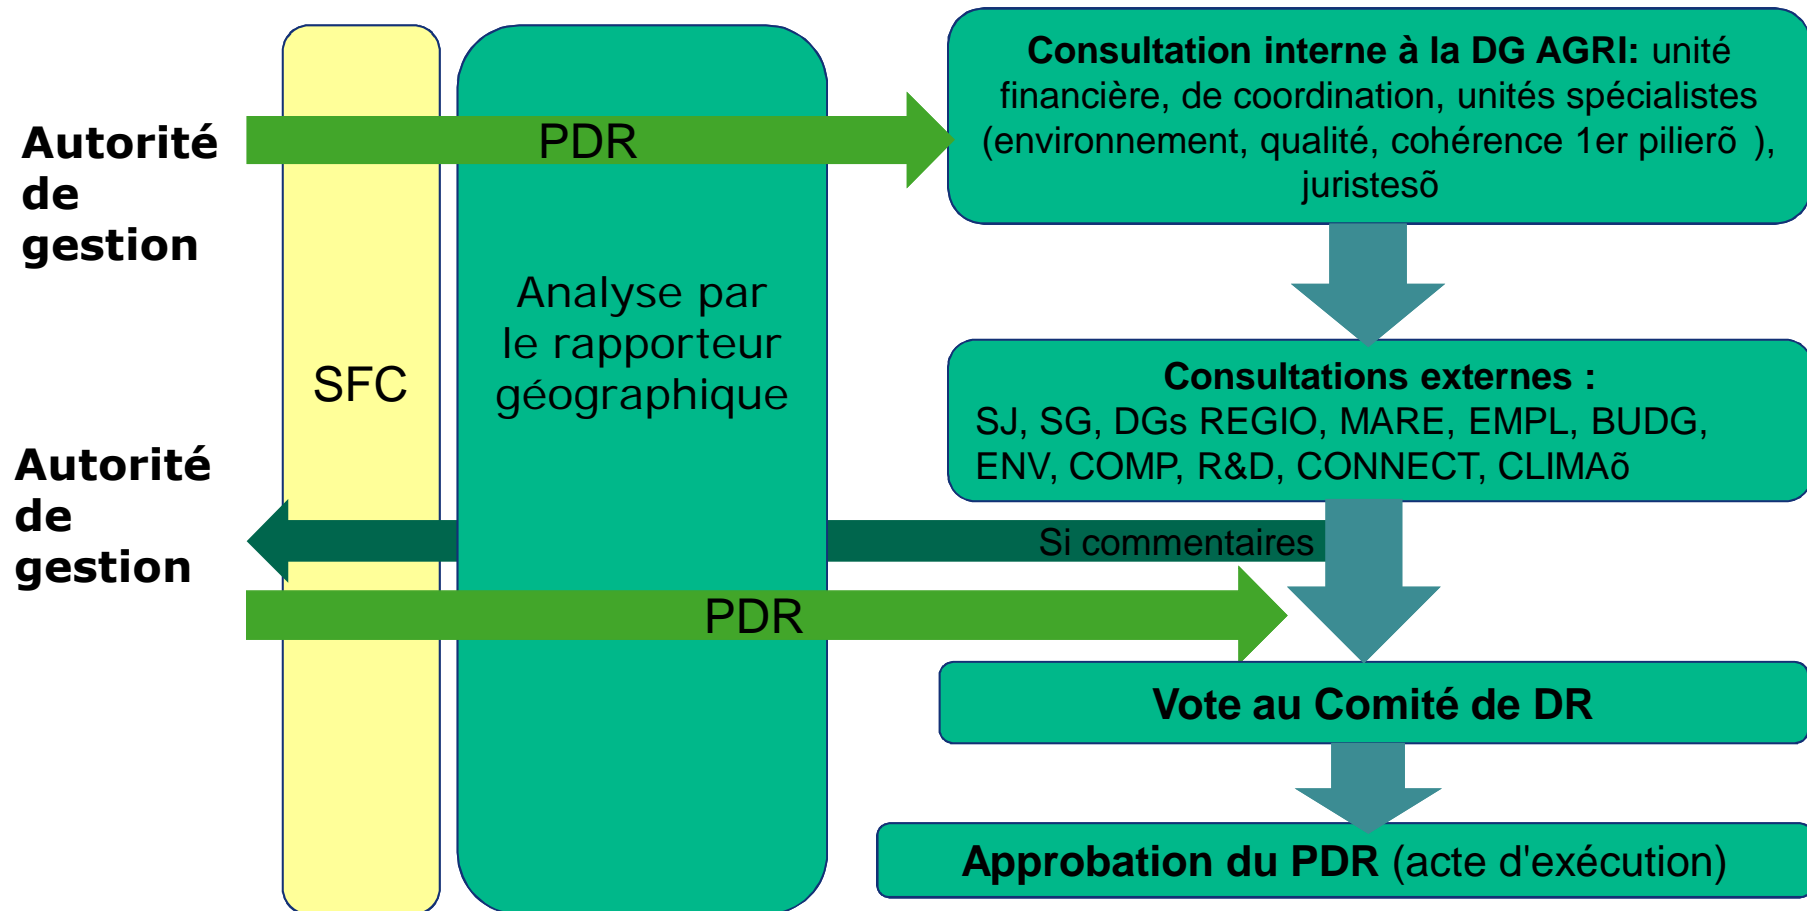 Autorité
de
gestion
PDR
Consultation interne à la DG AGRI: unité
financière, de coordination, unités spécialistes
(environnement, qualité, cohérence 1er pilierõ ),
juristesõ
Analyse par
le rapporteur
géographique
SFC
Consultations externes :
SJ, SG, DGs REGIO, MARE, EMPL, BUDG,
ENV, COMP, R&D, CONNECT, CLIMAõ
Autorité
de
gestion
Si commentaires
PDR
Vote au Comité de DR
Approbation du PDR (acte d'exécution)